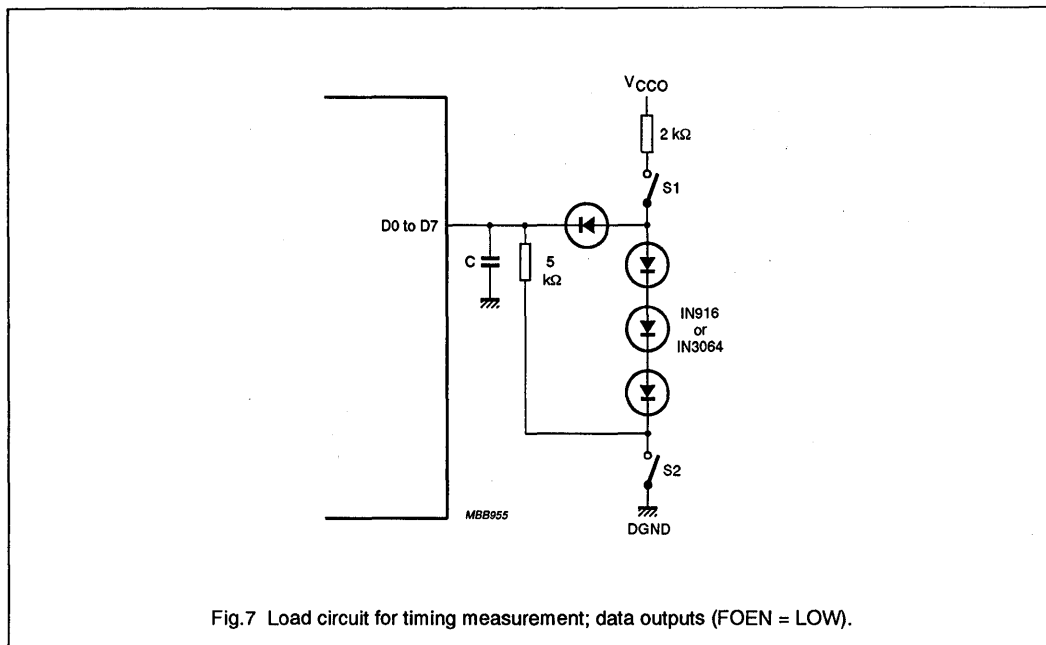 VCCO
2 kΩ
S1
D0 to D7
C
5
kΩ
IN916
or
IN3064
S2
MBB955
DGND
Fig.7 Load circuit for timing measurement; data outputs (FOEN = LOW).